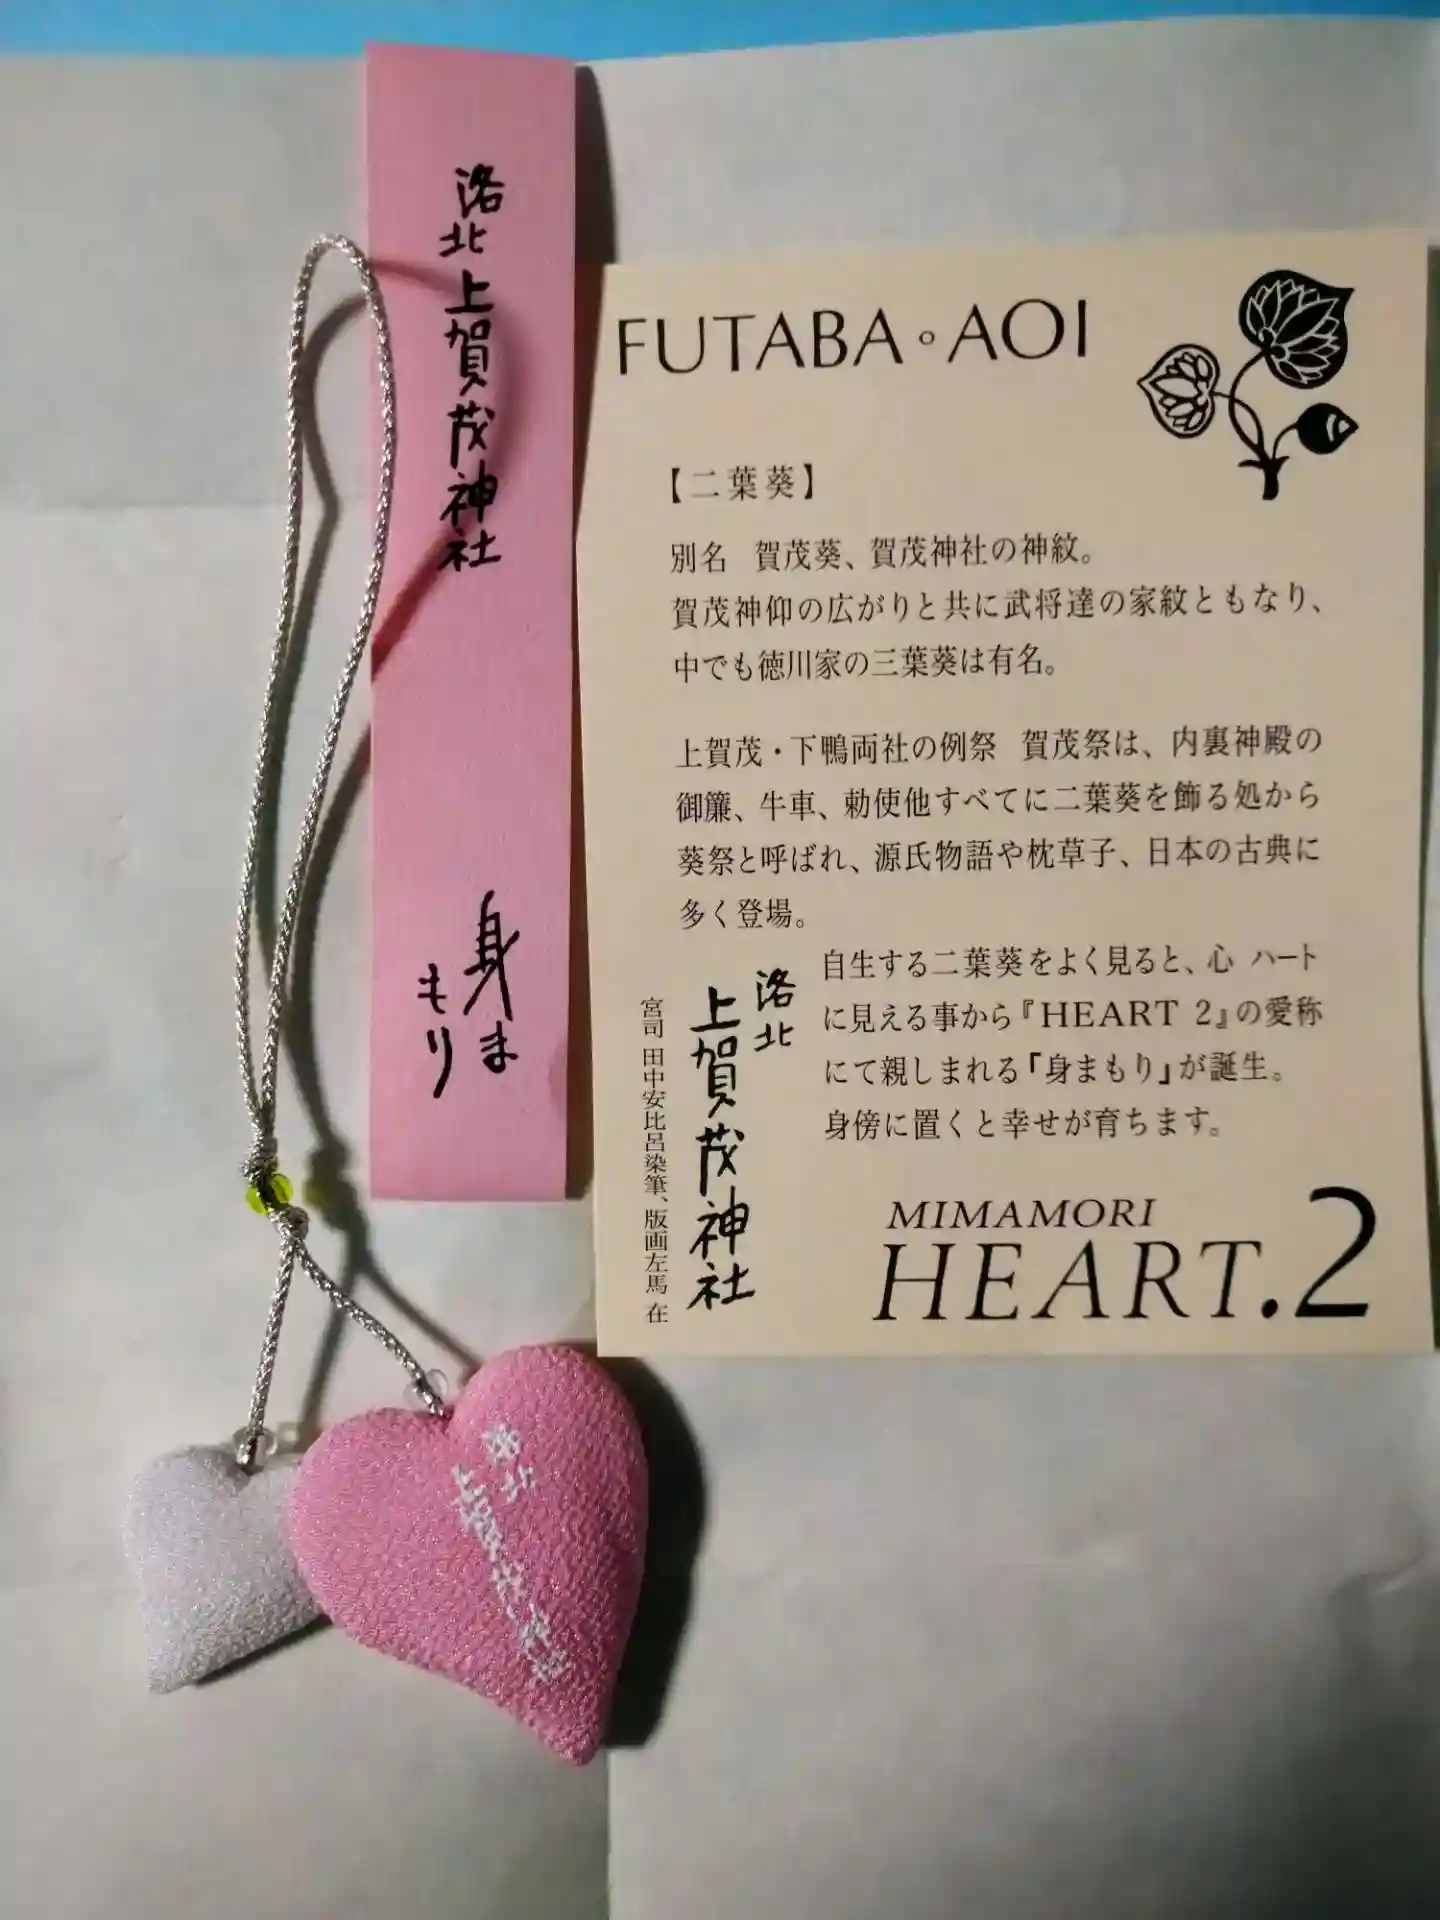 洛北
上賀茂神社
身ま
もり
FUTABA。AOI
【二葉葵】
別名 賀茂葵、賀茂神社の神紋。
賀茂神仰の広がりと共に武将達の家紋ともなり、
中でも徳川家の三葉葵は有名。
上賀茂・下鴨両社の例祭 賀茂祭は、内裏神殿の
御簾、牛車、勅使他すべてに二葉葵を飾る処から
葵祭と呼ばれ、源氏物語や枕草子、日本の古典に
多く登場。
自生する二葉葵をよく見ると、心 ハート
に見える事から『HEART 2』の愛称
にて親しまれる「身まもり」が誕生。
身傍に置くと幸せが育ちます。
洛北
上賀茂神社
宮司 田中安比呂染筆、版画左馬 在
MIMAMORI
HEART.2
洛北
上賀茂神社